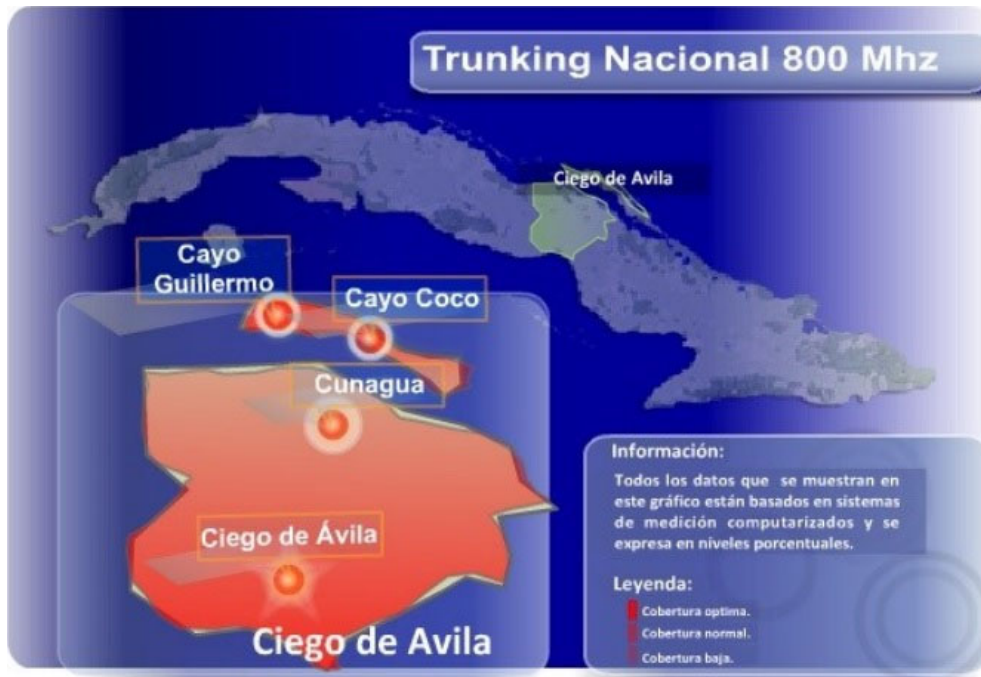 Trunking Nacional 800 Mhz
Ciego de Avila
Cayo
Guillermo
Cayo Coco
Cunagua
Ciego de Ávila
Ciego de Avila
Información:
Todos los datos que se muestran en
este gráfico están basados en sistemas
de medición computarizados y se
expresa en níveles porcentuales.
Leyenda:
Cobertura optima.
Cobertura normal.
Cobertura baja.